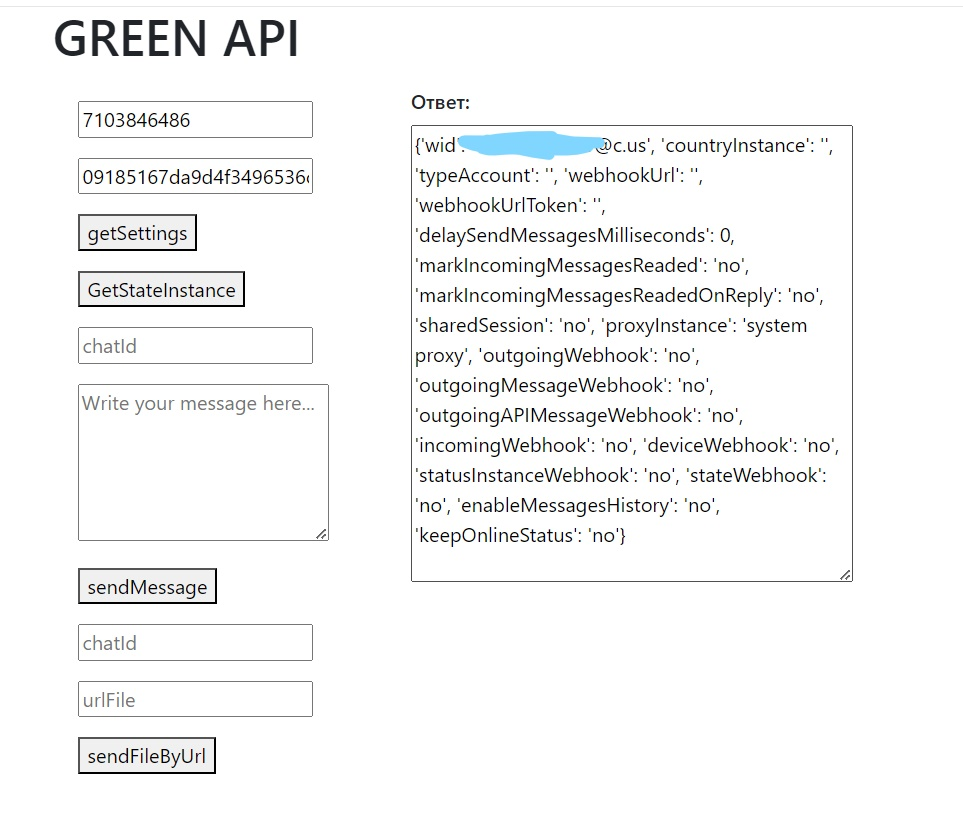 GREEN API
7103846486
09185167da9d4f3496536
getSettings
GetStateInstance
chatId
Write your message here...
sendMessage
chatId
urlFile
sendFileByUrl
Ответ:
{'wid': @c.us', 'countryInstance': '',
'typeAccount': '', 'webhookUrl': '',
'webhookUrlToken': '',
'delaySendMessagesMilliseconds': 0,
'markIncomingMessagesReaded': 'no',
'markIncomingMessagesReadedOnReply': 'no',
'sharedSession': 'no', 'proxyInstance': 'system
proxy', 'outgoingWebhook': 'no',
'outgoingMessageWebhook': 'no',
'outgoingAPIMessageWebhook': 'no',
'incomingWebhook': 'no', 'deviceWebhook': 'no',
'statusInstanceWebhook': 'no', 'stateWebhook':
'no', 'enableMessagesHistory': 'no',
'keepOnlineStatus': 'no'}